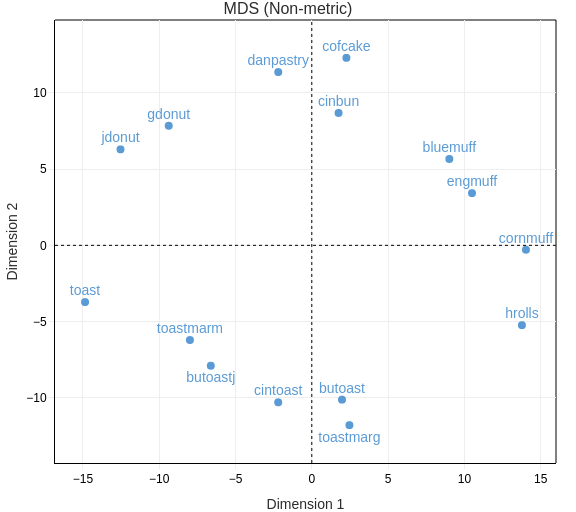 MDS (Non-metric)
cofcake
danpastry
cinbun
gdonut
jdonut
bluemuff
engmuff
cornmuff
toast
hrolls
toastmarm
butoastj
cintoast
butoast
toastmarg
10
5
0
−5
−10
Dimension 2
−15
−10
−5
0
5
10
15
Dimension 1